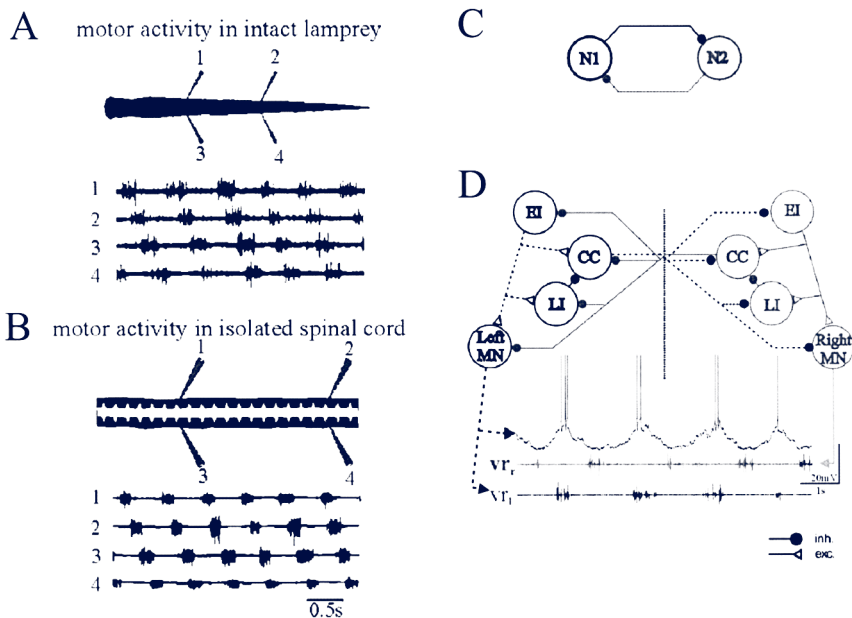 A
motor activity in intact lamprey
1 2
3 4
1
2
3
4
B
motor activity in isolated spinal cord
1 2
3 4
1
2
3
4
0.5s
C
N1 N2
D
EI EI
CC CC
LI LI
Left MN
Right MN
vrr
vrl
20mV
1s
inh.
exc.